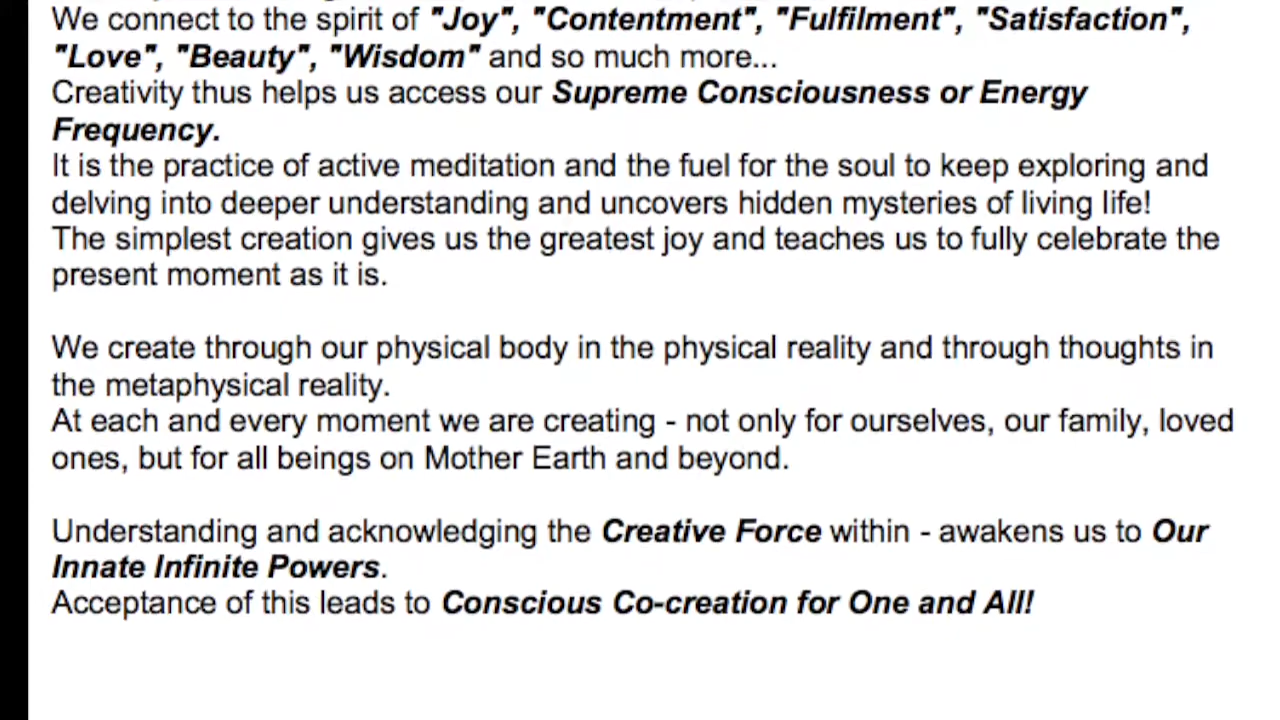 We connect to the spirit of "Joy", "Contentment", "Fulfilment", "Satisfaction",
"Love", "Beauty", "Wisdom" and so much more...
Creativity thus helps us access our Supreme Consciousness or Energy
Frequency.
It is the practice of active meditation and the fuel for the soul to keep exploring and
delving into deeper understanding and uncovers hidden mysteries of living life!
The simplest creation gives us the greatest joy and teaches us to fully celebrate the
present moment as it is.
We create through our physical body in the physical reality and through thoughts in
the metaphysical reality.
At each and every moment we are creating - not only for ourselves, our family, loved
ones, but for all beings on Mother Earth and beyond.
Understanding and acknowledging the Creative Force within - awakens us to Our
Innate Infinite Powers.
Acceptance of this leads to Conscious Co-creation for One and All!